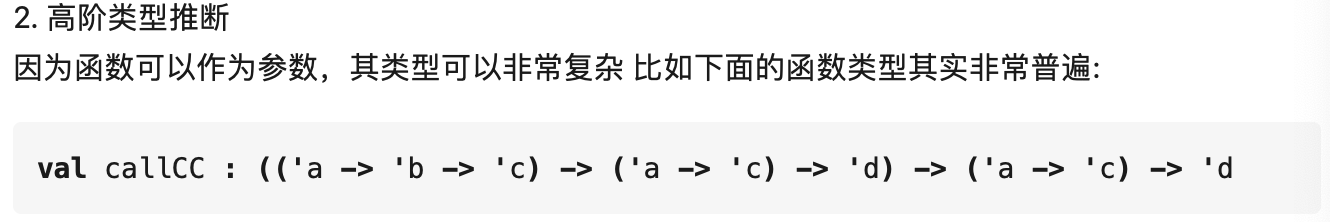 2. 高阶类型推断
因为函数可以作为参数，其类型可以非常复杂 比如下面的函数类型其实非常普遍:
val callCC : (('a -> 'b -> 'c) -> ('a -> 'c) -> 'd) -> ('a -> 'c) -> 'd